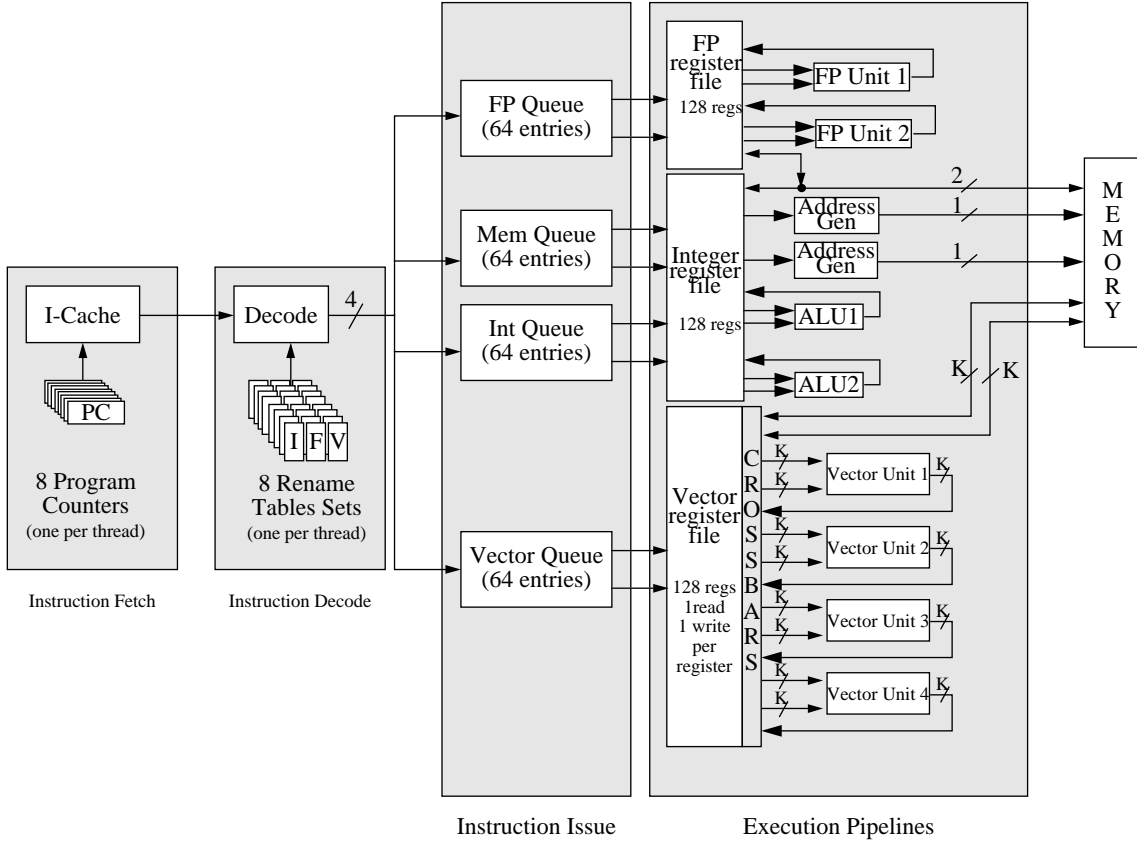 I-Cache
PC
8 Program
Counters
(one per thread)
Instruction Fetch
Decode
4
I F V
8 Rename
Tables Sets
(one per thread)
Instruction Decode
FP Queue
(64 entries)
Mem Queue
(64 entries)
Int Queue
(64 entries)
Vector Queue
(64 entries)
Instruction Issue
FP
register
file
128 regs
FP Unit 1
FP Unit 2
Integer
register
file
128 regs
2
Address
Gen
1
Address
Gen
1
ALU1
ALU2
K
K
Vector
register
file
128 regs
1read
1 write
per
register
CROSSBARS
K
K
Vector Unit 1
K
K
K
Vector Unit 2
K
K
K
Vector Unit 3
K
K
K
Vector Unit 4
K
Execution Pipelines
MEMORY